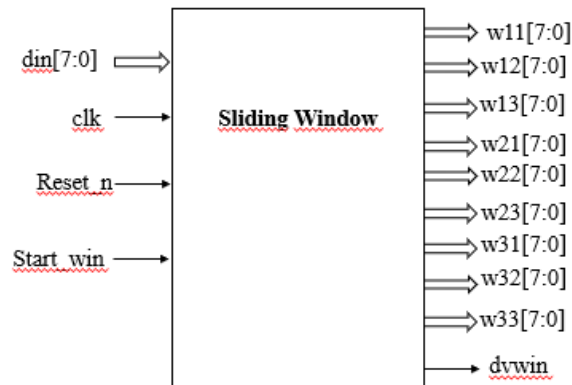 din[7:0]
clk
Reset_n
Start_win
Sliding Window
w11[7:0]
w12[7:0]
w13[7:0]
w21[7:0]
w22[7:0]
w23[7:0]
w31[7:0]
w32[7:0]
w33[7:0]
dvwin